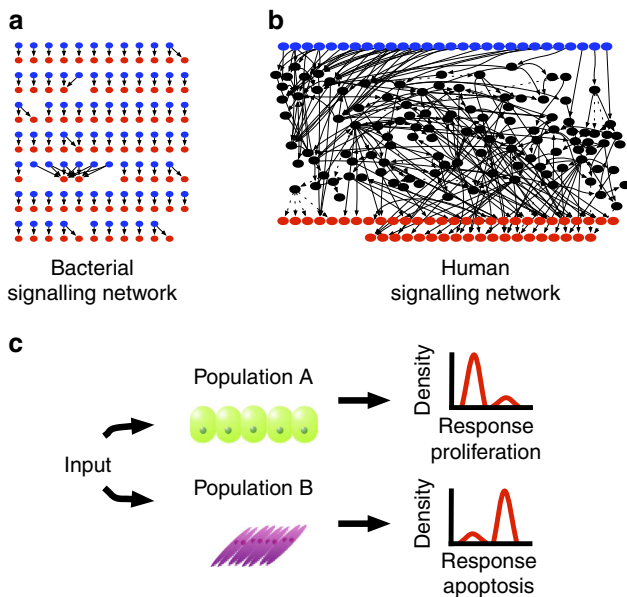 a
Bacterial
signalling network
b
Human
signalling network
c
Input
Population A
Population B
Density
Response
proliferation
Density
Response
apoptosis